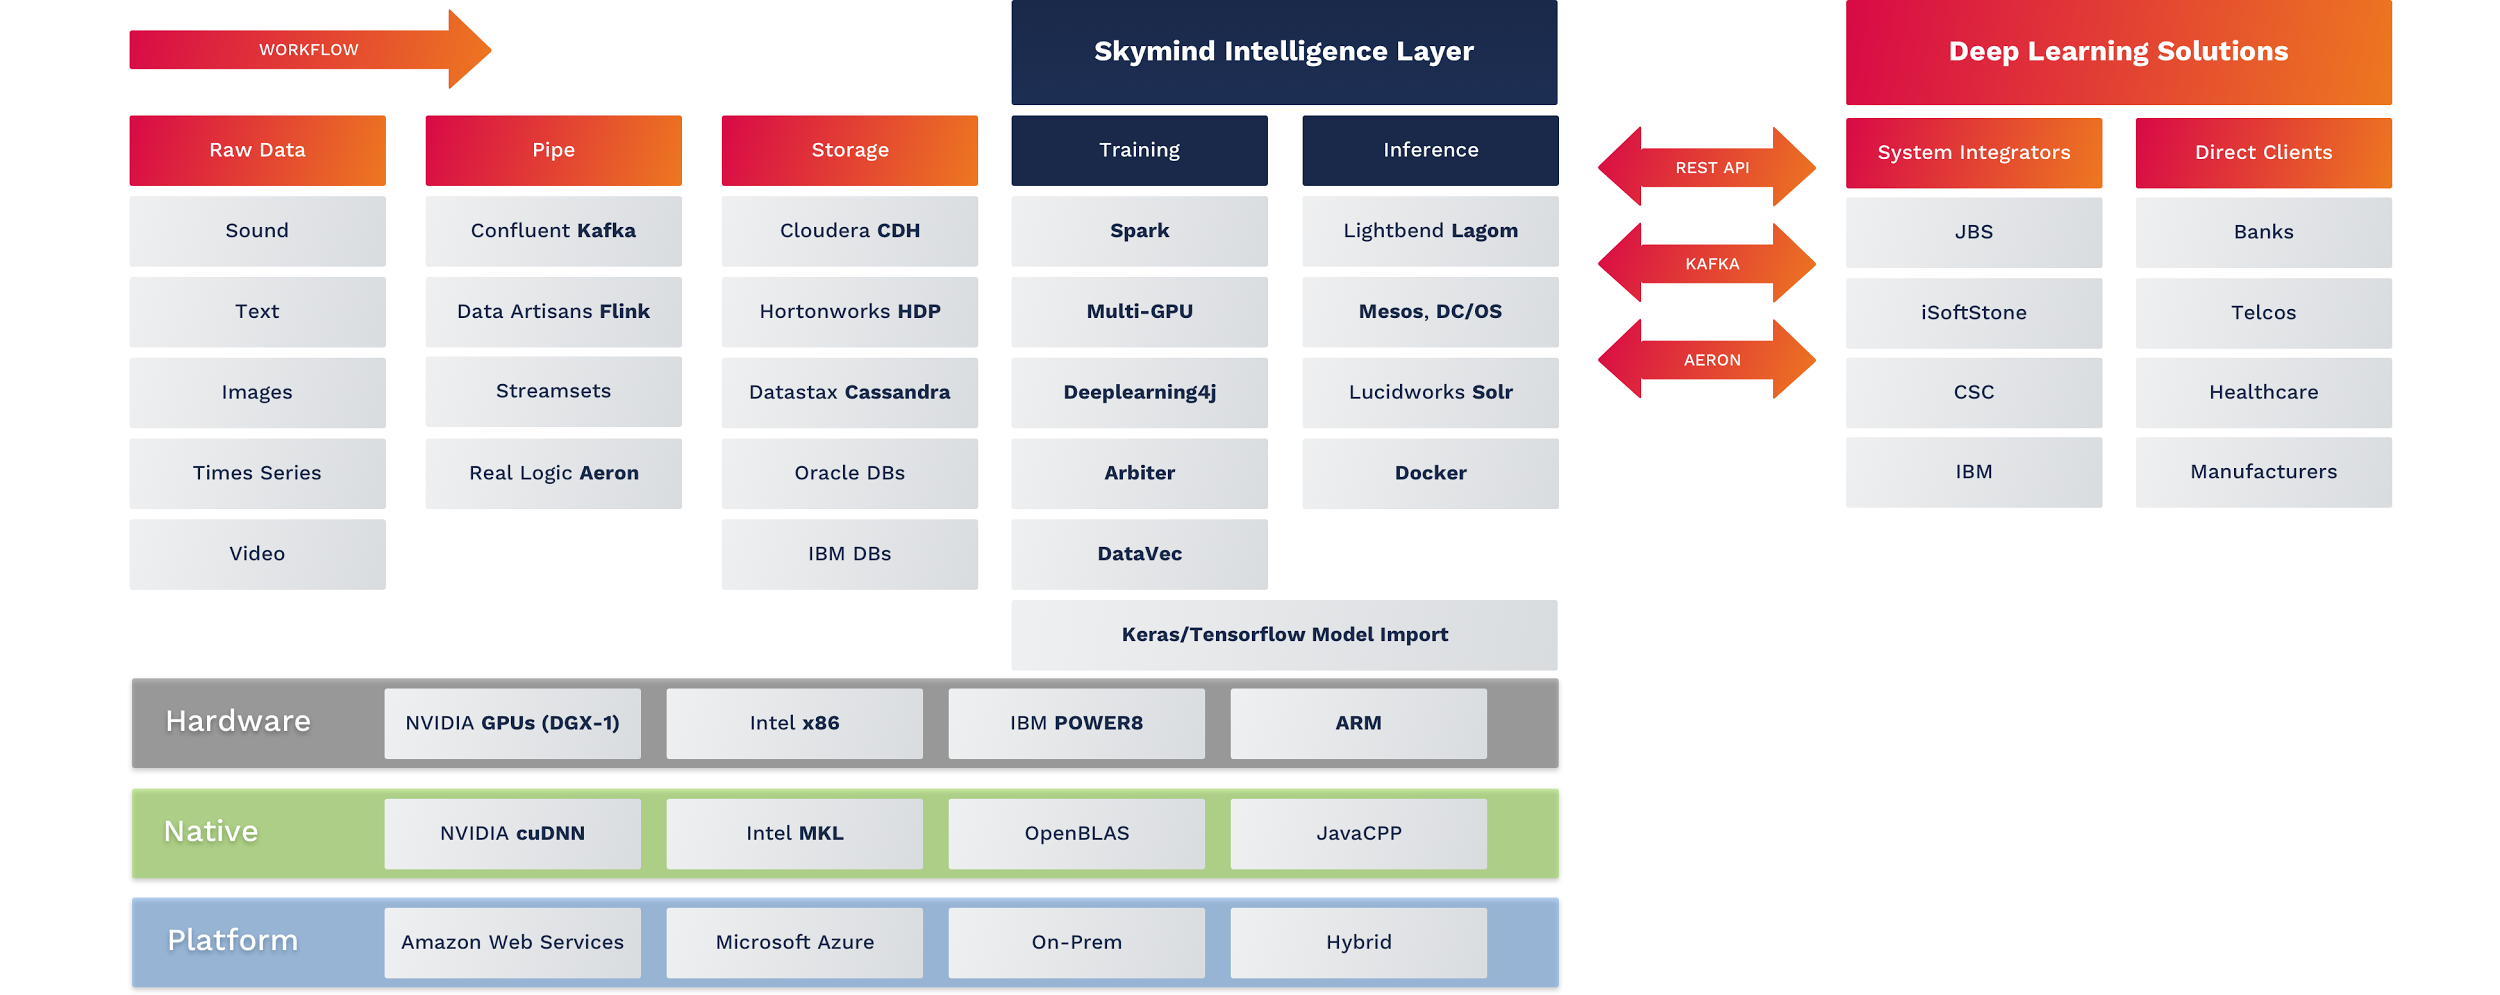 WORKFLOW
Skymind Intelligence Layer
Deep Learning Solutions
Raw Data
Sound
Text
Images
Times Series
Video
Pipe
Confluent Kafka
Data Artisans Flink
Streamsets
Real Logic Aeron
Storage
Cloudera CDH
Hortonworks HDP
Datastax Cassandra
Oracle DBs
IBM DBs
Training
Spark
Multi-GPU
Deeplearning4j
Arbiter
DataVec
Inference
Lightbend Lagom
Mesos, DC/OS
Lucidworks Solr
Docker
Keras/Tensorflow Model Import
REST API
KAFKA
AERON
System Integrators
JBS
iSoftStone
CSC
IBM
Direct Clients
Banks
Telcos
Healthcare
Manufacturers
Hardware
NVIDIA GPUs (DGX-1)
Intel x86
IBM POWER8
ARM
Native
NVIDIA cuDNN
Intel MKL
OpenBLAS
JavaCPP
Platform
Amazon Web Services
Microsoft Azure
On-Prem
Hybrid